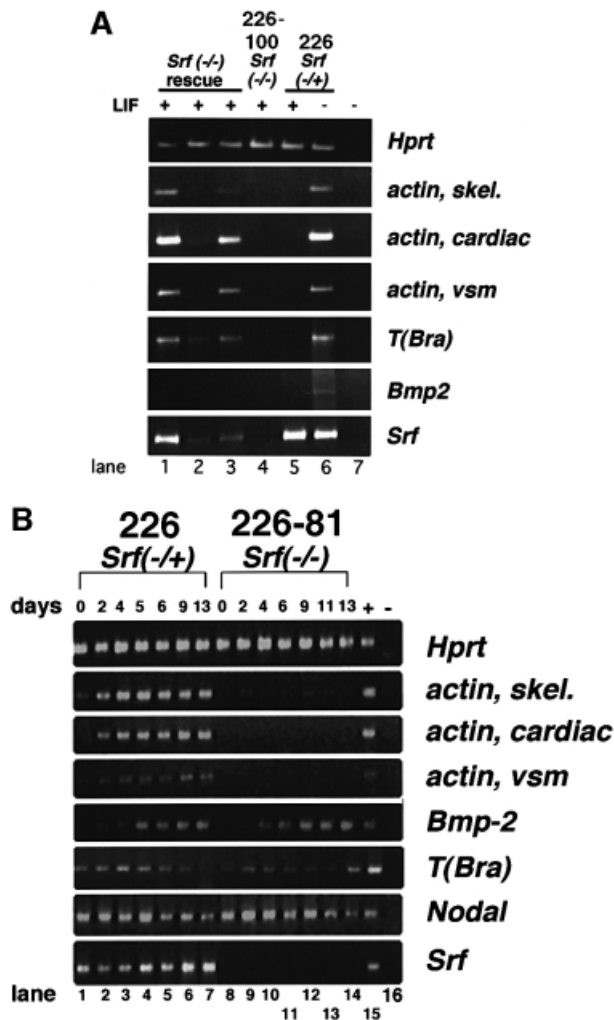 A
226-
100 226
Srf (-/-) Srf Srf
rescue (-/-) (-/+)
LIF + + + + + - -
Hprt
actin, skel.
actin, cardiac
actin, vsm
T(Bra)
Bmp2
Srf
lane 1 2 3 4 5 6 7
B
226 226-81
Srf(-/+) Srf(-/-)
days 0 2 4 5 6 9 13 0 2 4 6 9 11 13 + -
Hprt
actin, skel.
actin, cardiac
actin, vsm
Bmp-2
T(Bra)
Nodal
Srf
lane 1 2 3 4 5 6 7 8 9 10 12 14 16
11 13 15